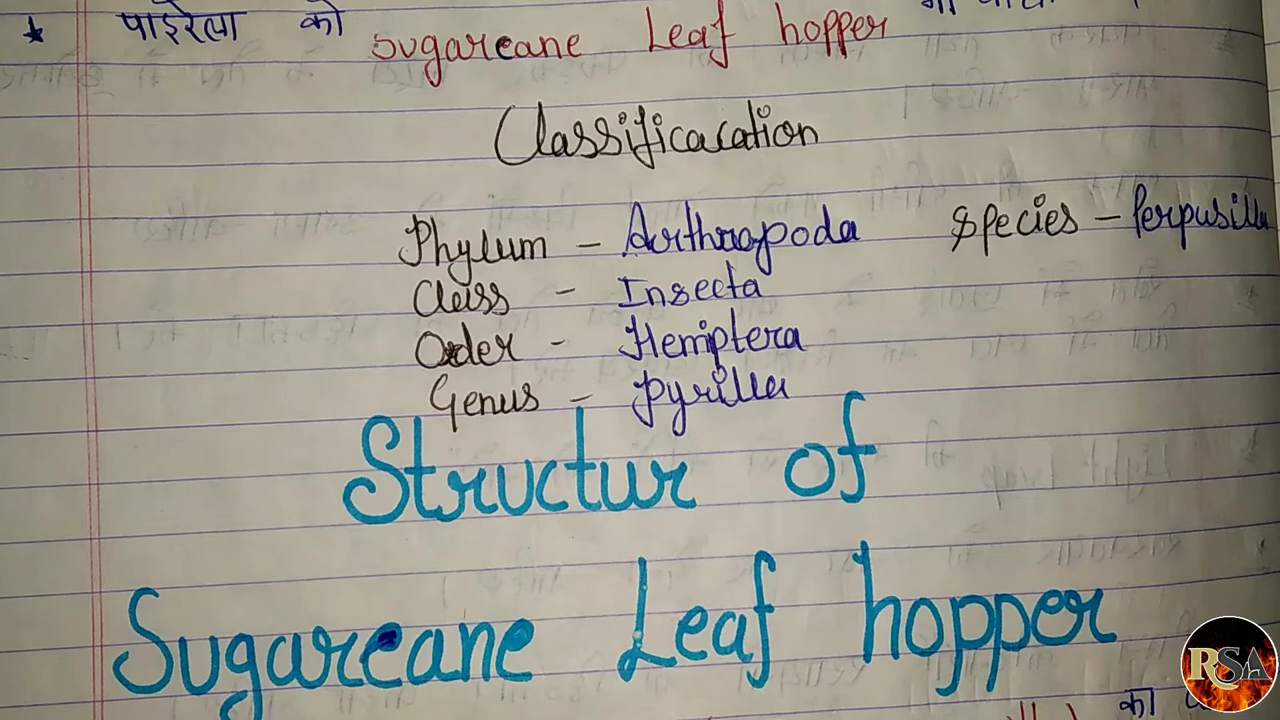 ★ पाइरिला को Sugarcane Leaf hopper भी
Classificacation
Phylum - Arthropoda Species - Perpusilla
Class - Insecta
Order - Hemiptera
Genus - Pyrilla
Structur of
Sugarcane Leaf hopper
का
RSA